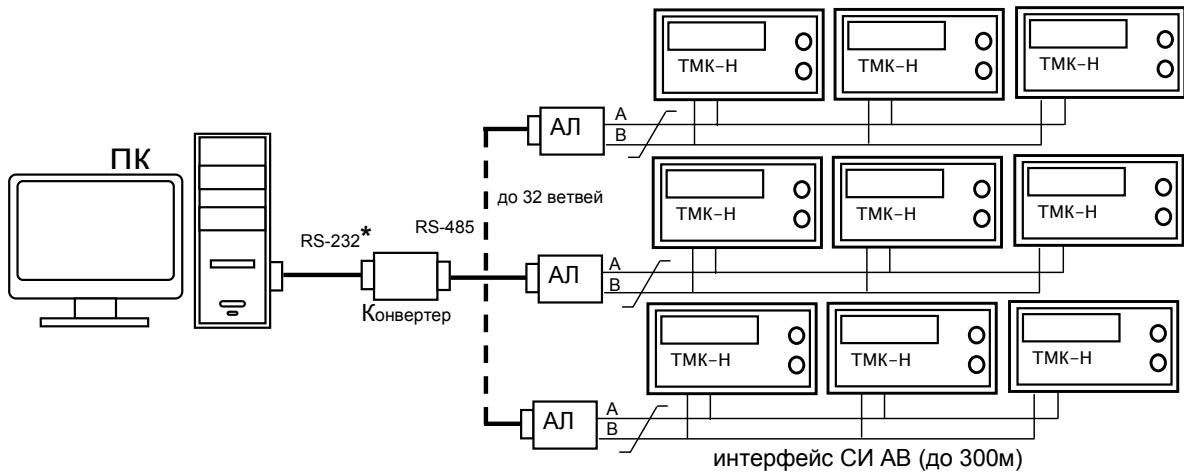 ТМК-Н ТМК-Н ТМК-Н
АЛ
А
В
ПК
до 32 ветвей
ТМК-Н ТМК-Н ТМК-Н
RS-232*
RS-485
АЛ
А
В
Конвертер
ТМК-Н ТМК-Н ТМК-Н
АЛ
А
В
интерфейс СИ АВ (до 300м)